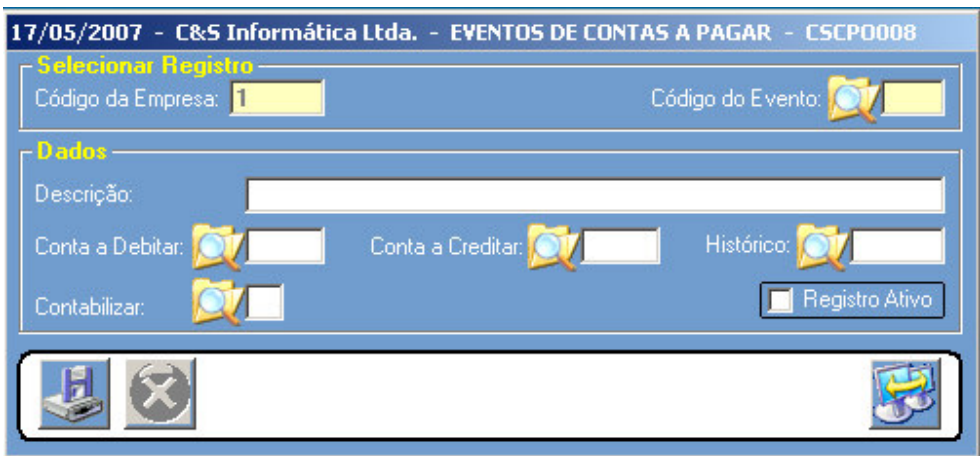 17/05/2007 - C&S Informática Ltda. - EVENTOS DE CONTAS A PAGAR - CSCP0008
Selecionar Registro
Código da Empresa: 1 Código do Evento:
Dados
Descrição:
Conta a Debitar: Conta a Creditar: Histórico:
Contabilizar: Registro Ativo